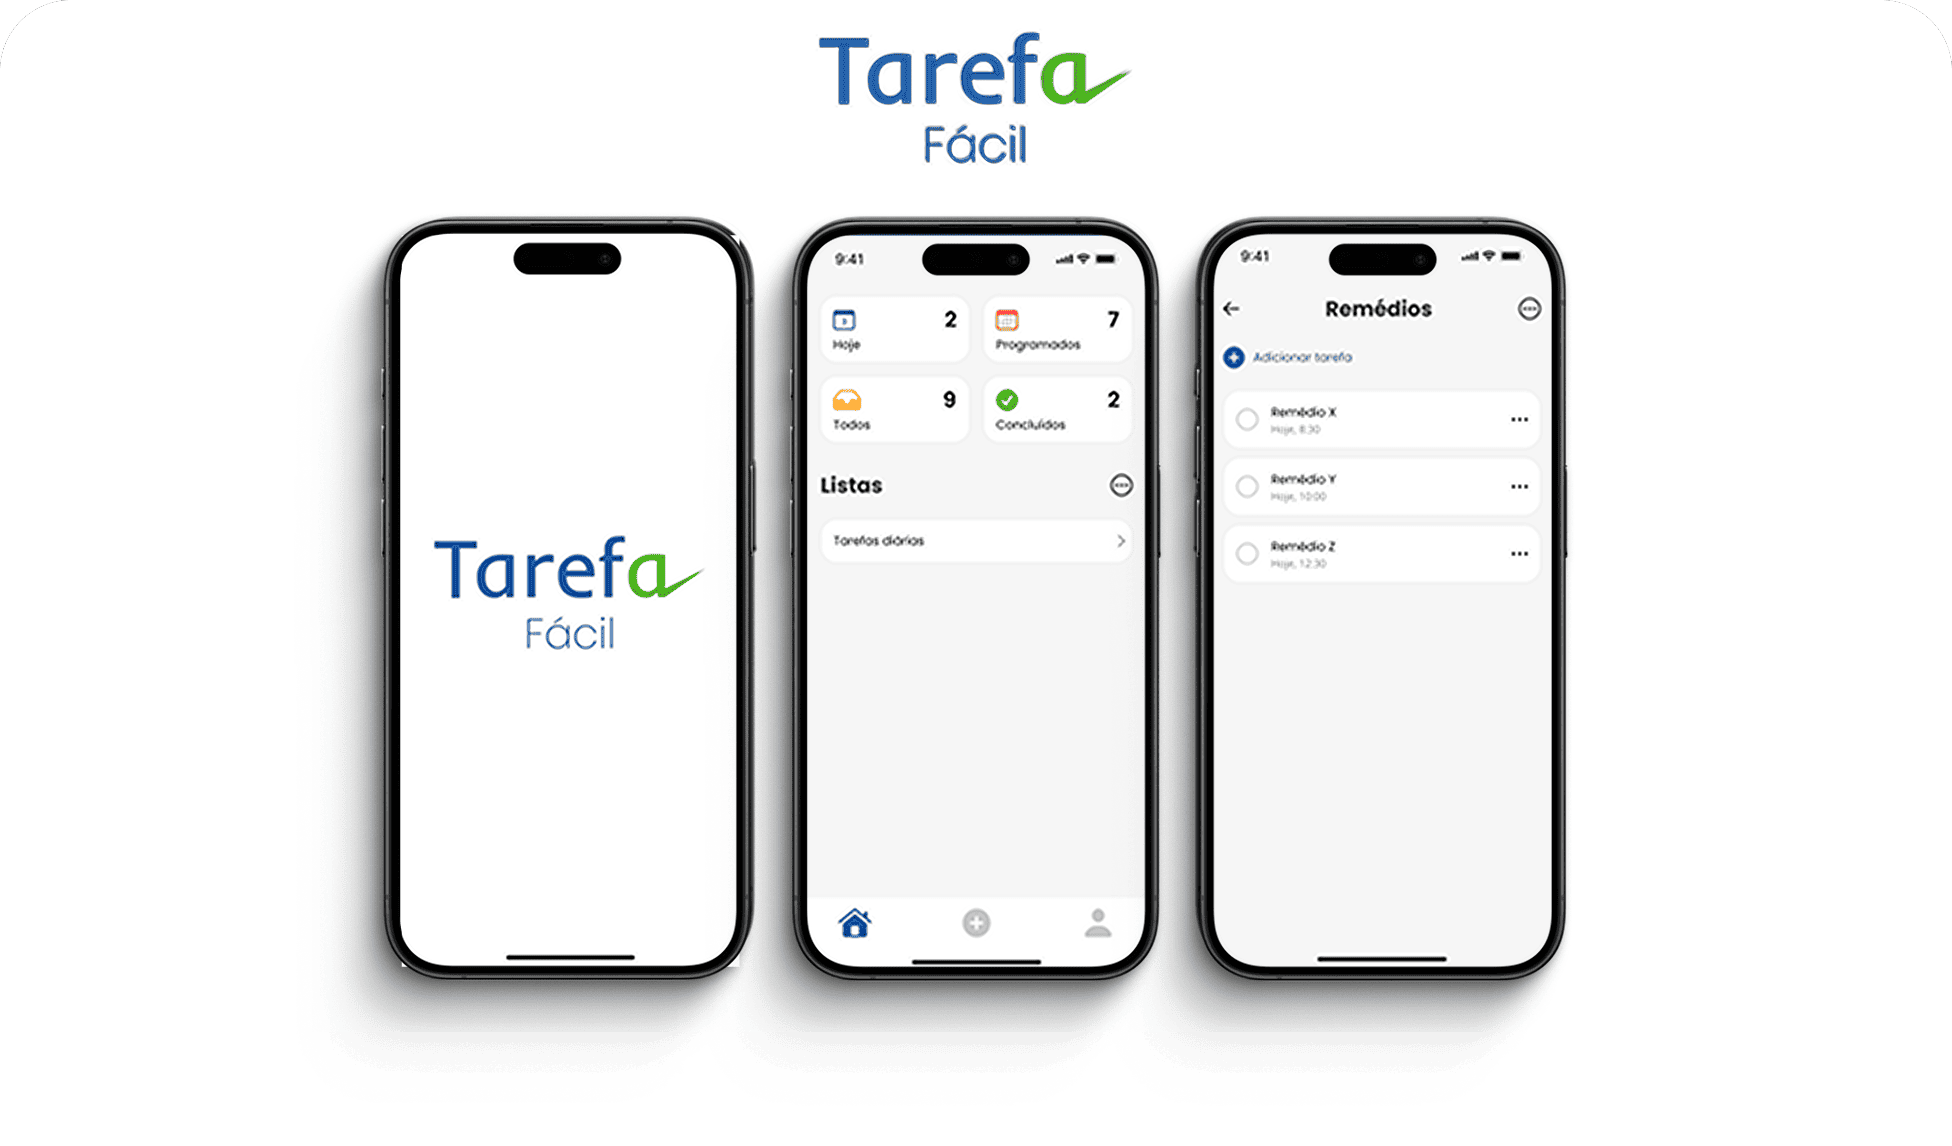 Tarefa
Fácil
Tarefa
Fácil
9:41
Hoje 2
Programados 7
Todos 9
Concluídos 2
Listas
Tarefas diárias
9:41
Remédios
Adicionar tarefa
Remédio X
Hoje, 8:30
Remédio Y
Hoje, 10:00
Remédio Z
Hoje, 12:30